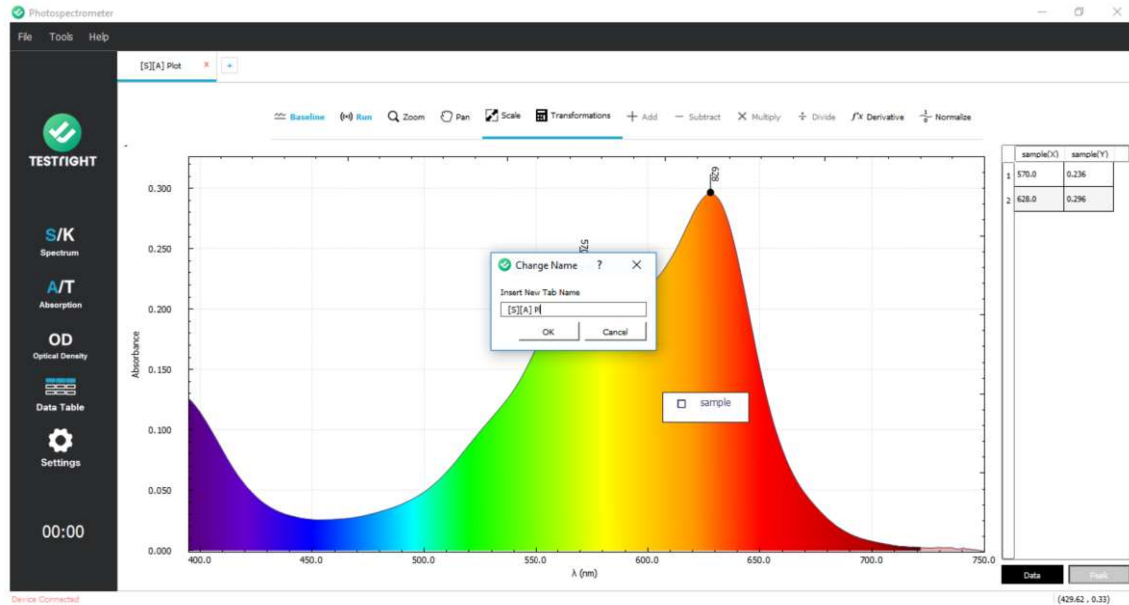 Photospectrometer
File Tools Help
[S][A] Plot x +
TESTRIGHT
S/K
Spectrum
A/T
Absorption
OD
Optical Density
Data Table
Settings
00:00
Baseline Run Zoom Pan Scale Transformations + Add − Subtract × Multiply ÷ Divide f'x Derivative Normalize
0.300
0.250
0.200
0.150
0.100
0.050
0.000
Absorbance
400.0 450.0 500.0 550.0 600.0 650.0 700.0 750.0
λ (nm)
628
570
Change Name ? ×
Insert New Tab Name
[S][A] Pl
OK Cancel
sample
sample(X) sample(Y)
1 570.0 0.236
2 628.0 0.296
Data Peak
Device Connected
(429.62 , 0.33)